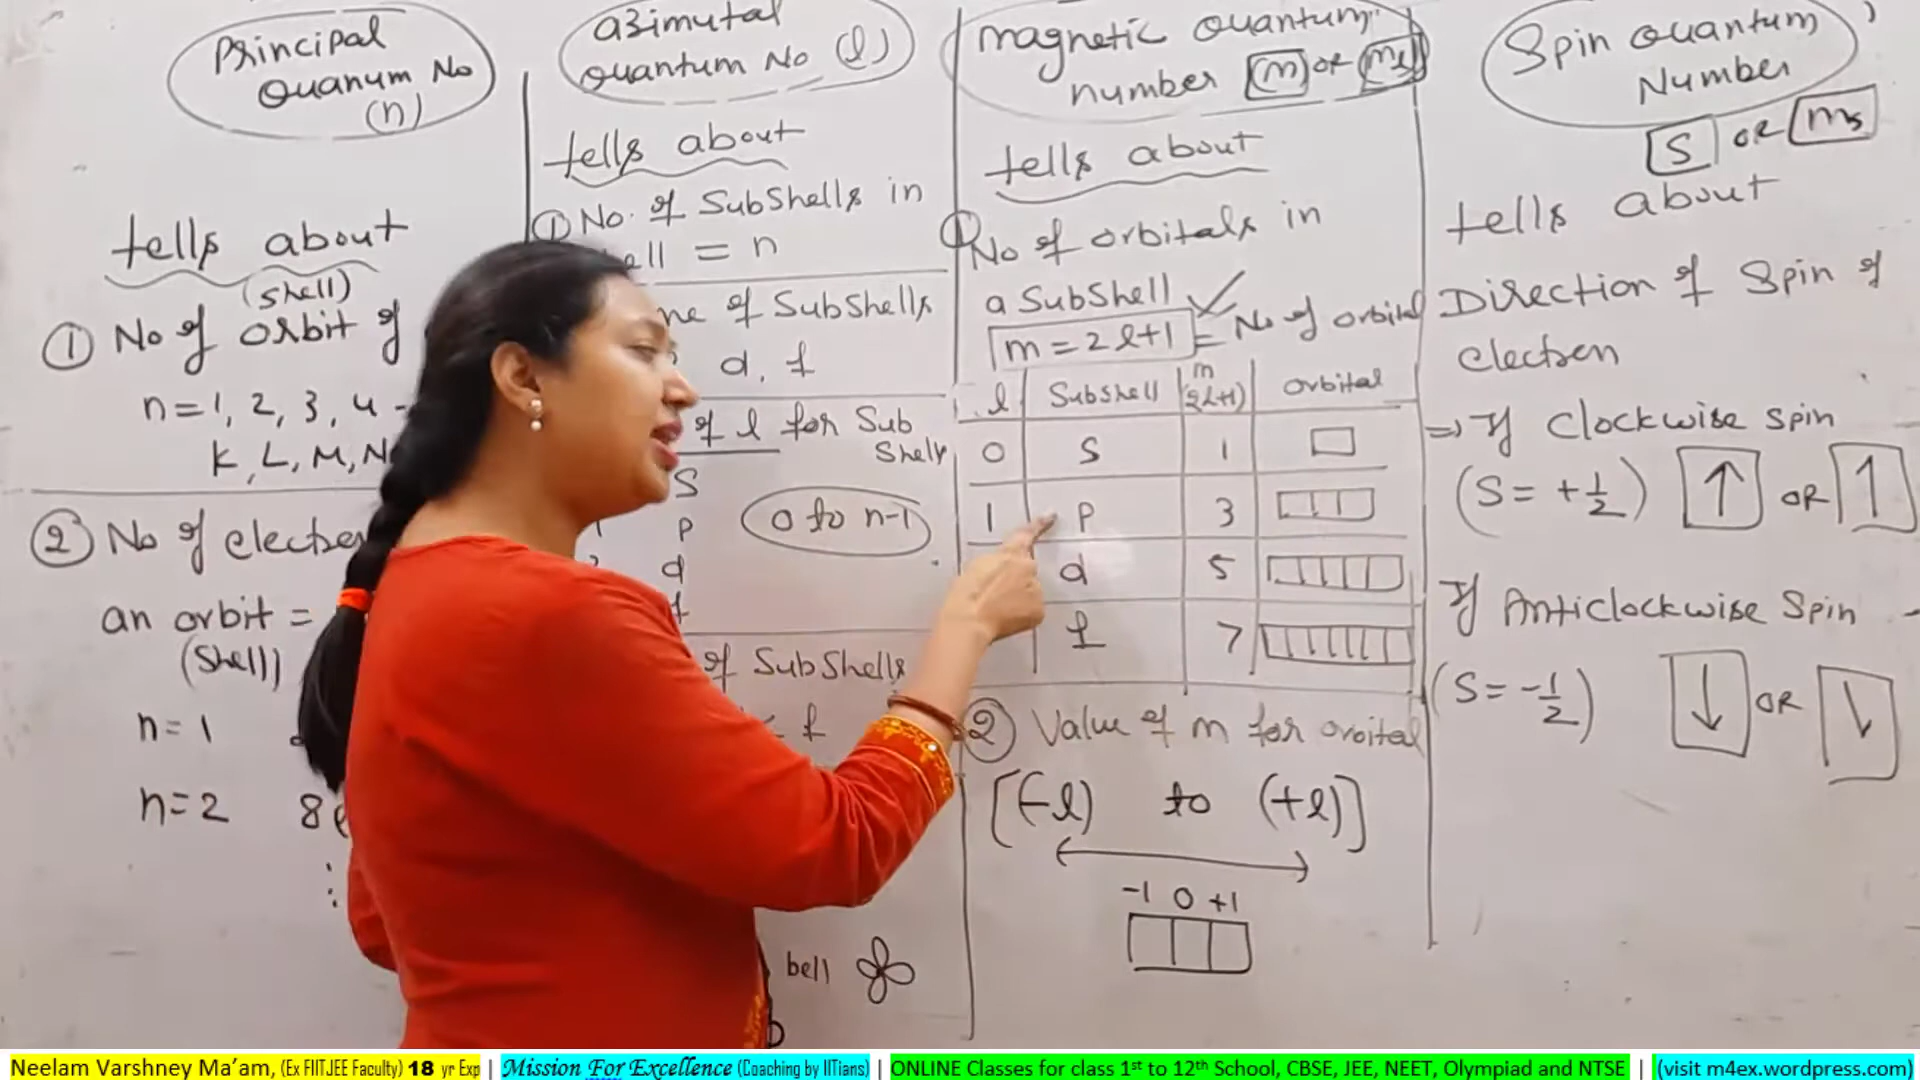 Principal
Quanum No
(n)
tells about
(Shell)
① No of orbit of
n = 1, 2, 3, 4 -
K, L, M, N
② No of
an orbit =
(Shell)
n = 1
n = 2 8
azimutal
quantum No (l)
tells about
① No. of SubShells in
= n
of SubShells
d, f
of l for Sub
Shells
S
p
d
f
0 to n-1
of SubShells
f
bell
magnetic quantum
number m or ml
tells about
① No of orbitals in
a SubShell
m = 2l+1 = No of orbital
l Subshell m (2l+1) orbital
0 S 1
1 p 3
d 5
f 7
② Value of m for orbital
[(-l) to (+l)]
-1 0 +1
Spin Quantum
Number
S OR ms
tells about
Direction of Spin of
electron
⇒ If Clockwise Spin
(S = +1/2) ↑ OR ↿
If Anticlockwise Spin
(S = -1/2) ↓ OR ⇂
Neelam Varshney Ma’am, (Ex FIITJEE Faculty) 18 yr Exp | Mission For Excellence (Coaching by IITians) | ONLINE Classes for class 1st to 12th School, CBSE, JEE, NEET, Olympiad and NTSE | (visit m4ex.wordpress.com)